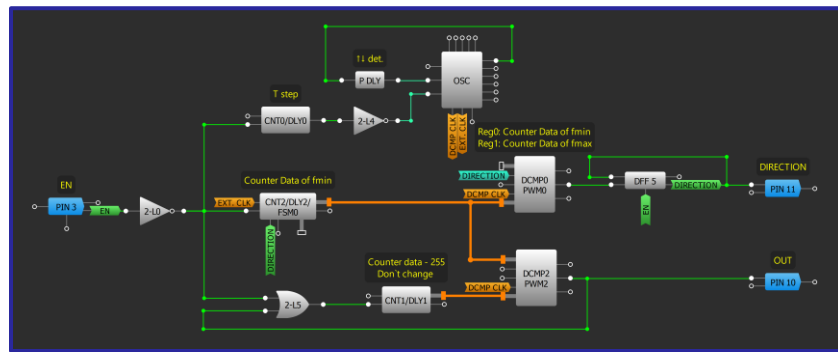 ↑↓ det.
P DLY
OSC
T step
CNT0/DLY0
2-L4
DCMP CLK
EXT. CLK
Reg0: Counter Data of fmin
Reg1: Counter Data of fmax
EN
PIN 3
EN
2-L0
Counter Data of fmin
EXT. CLK
CNT2/DLY2/
FSM0
DIRECTION
DIRECTION
DCMP CLK
DCMP0
PWM0
DFF 5
EN
DIRECTION
DIRECTION
PIN 11
Counter data - 255
Don`t change
2-L5
CNT1/DLY1
DCMP CLK
DCMP2
PWM2
OUT
PIN 10